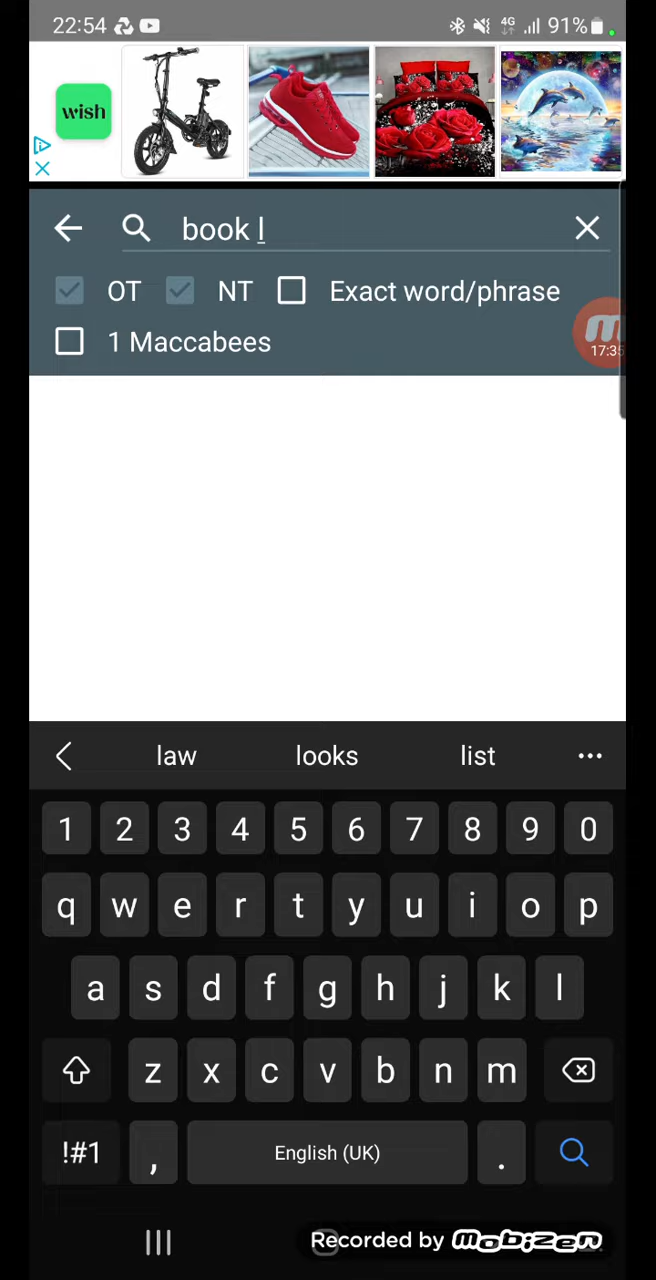 22:54 4G 91%
wish
book l
OT NT Exact word/phrase
1 Maccabees
17:35
law looks list ...
1 2 3 4 5 6 7 8 9 0
q w e r t y u i o p
a s d f g h j k l
z x c v b n m
!#1 , English (UK) .
Recorded by mobizen